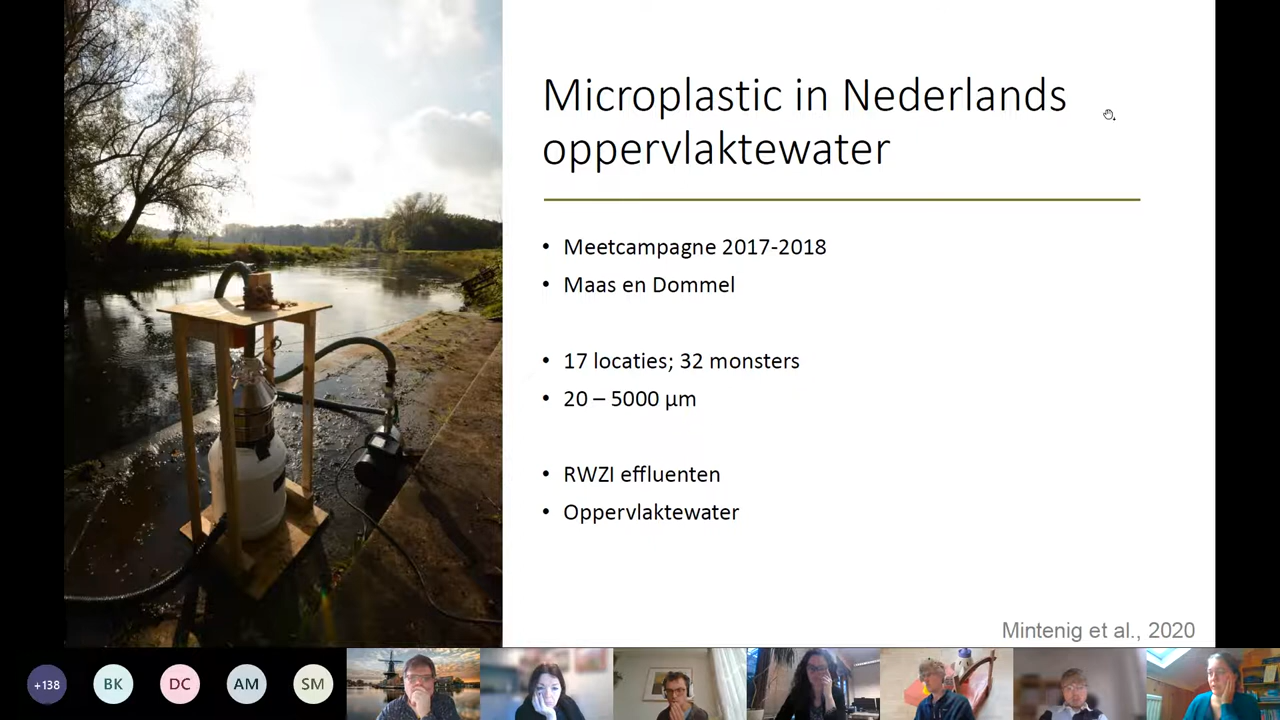 Microplastic in Nederlands
oppervlaktewater
• Meetcampagne 2017-2018
• Maas en Dommel
• 17 locaties; 32 monsters
• 20 – 5000 µm
• RWZI effluenten
• Oppervlaktewater
Mintenig et al., 2020
+138
BK
DC
AM
SM